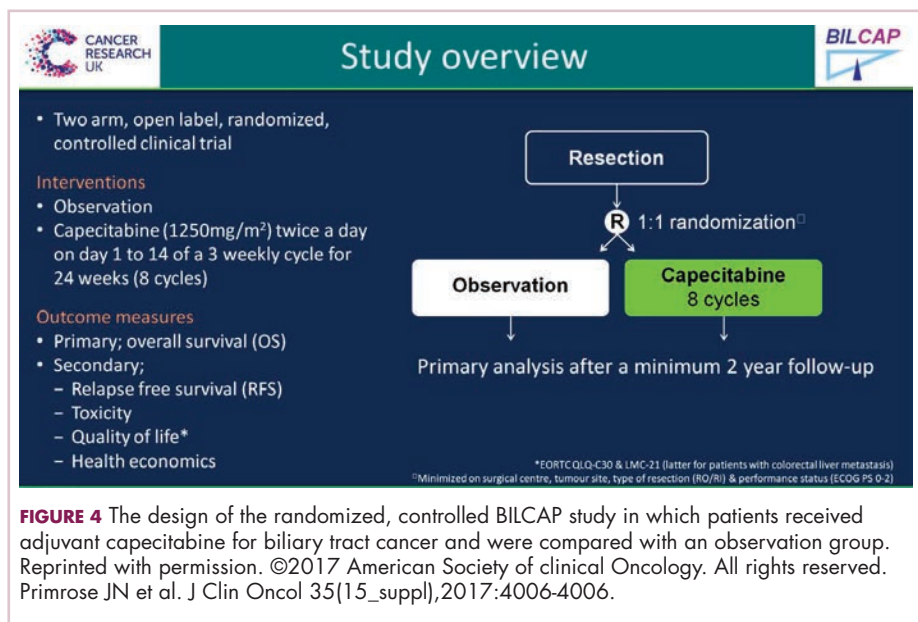 CANCER
RESEARCH
UK
Study overview
BILCAP
• Two arm, open label, randomized,
controlled clinical trial
Interventions
• Observation
• Capecitabine (1250mg/m²) twice a day
on day 1 to 14 of a 3 weekly cycle for
24 weeks (8 cycles)
Outcome measures
• Primary; overall survival (OS)
• Secondary;
– Relapse free survival (RFS)
– Toxicity
– Quality of life*
– Health economics
Resection
R 1:1 randomization□
Observation
Capecitabine
8 cycles
Primary analysis after a minimum 2 year follow-up
*EORTC QLQ-C30 & LMC-21 (latter for patients with colorectal liver metastasis)
□Minimized on surgical centre, tumour site, type of resection (RO/RI) & performance status (ECOG PS 0-2)
FIGURE 4 The design of the randomized, controlled BILCAP study in which patients received
adjuvant capecitabine for biliary tract cancer and were compared with an observation group.
Reprinted with permission. ©2017 American Society of clinical Oncology. All rights reserved.
Primrose JN et al. J Clin Oncol 35(15_suppl),2017:4006-4006.